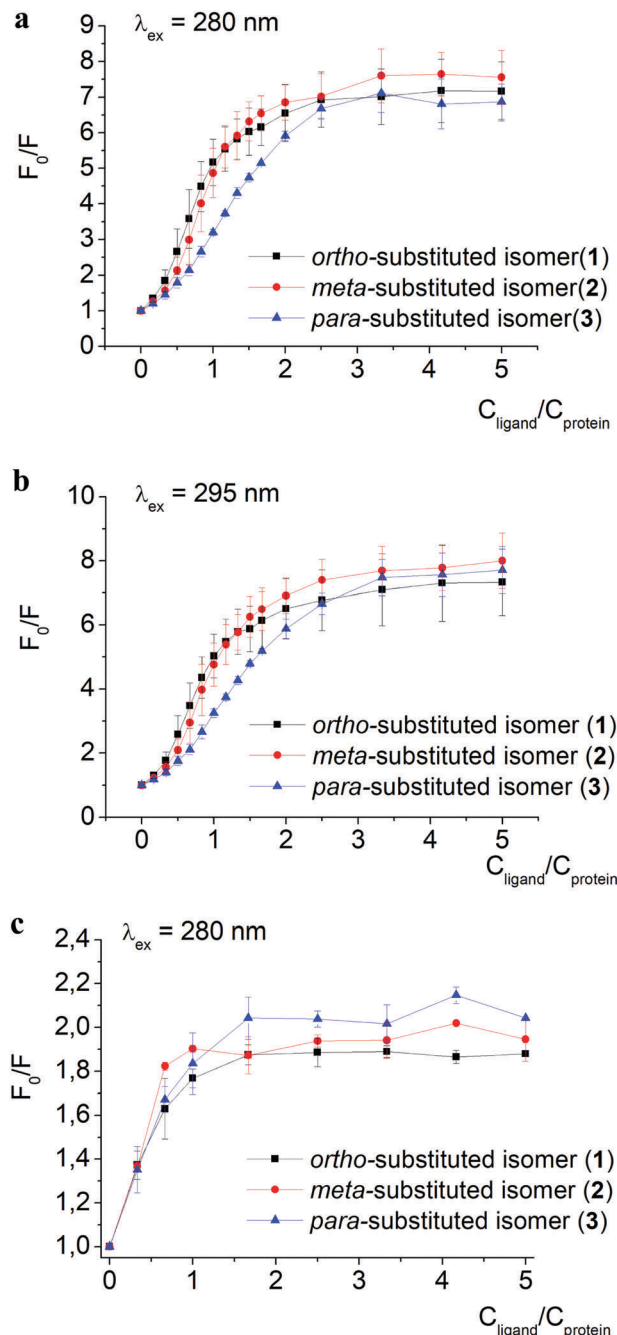 a
λex = 280 nm
9
8
7
6
5
4
3
2
1
0
F0/F
ortho-substituted isomer(1)
meta-substituted isomer(2)
para-substituted isomer(3)
0 1 2 3 4 5
Cligand/Cprotein
b
λex = 295 nm
10
8
6
4
2
0
F0/F
ortho-substituted isomer (1)
meta-substituted isomer (2)
para-substituted isomer (3)
0 1 2 3 4 5
Cligand/Cprotein
c
λex = 280 nm
2,4
2,2
2,0
1,8
1,6
1,4
1,2
1,0
F0/F
ortho-substituted isomer (1)
meta-substituted isomer (2)
para-substituted isomer (3)
0 1 2 3 4 5
Cligand/Cprotein